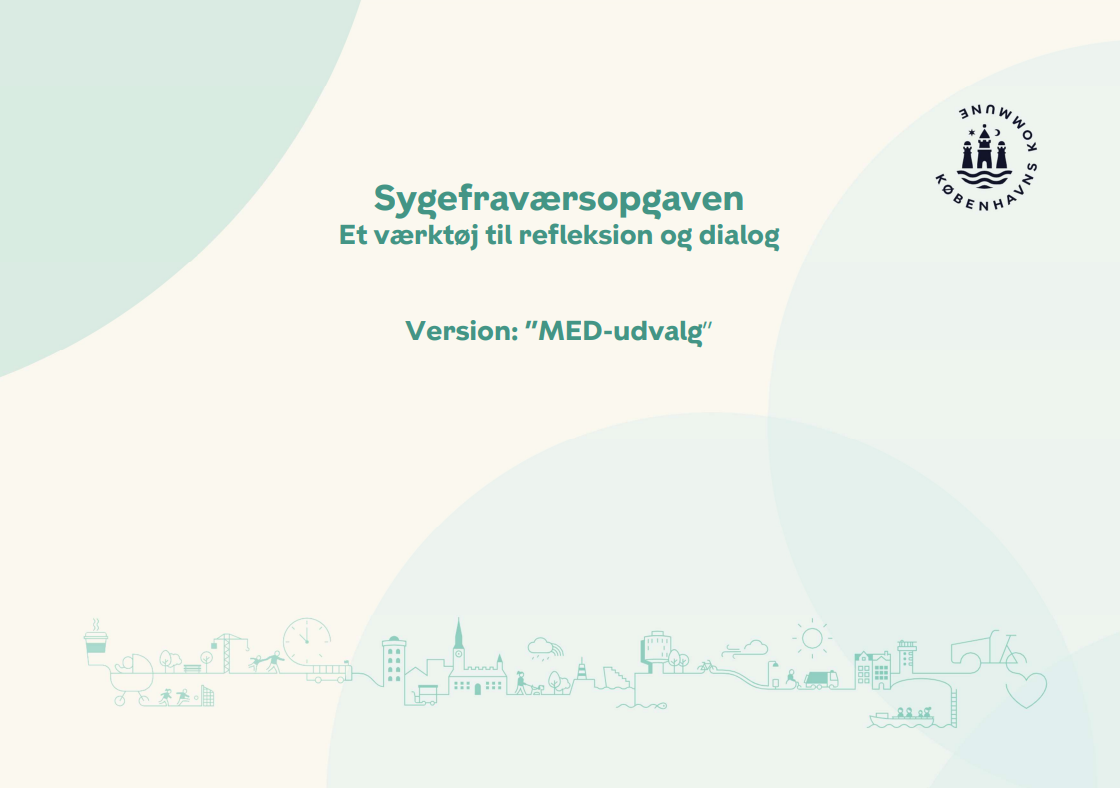 KØBENHAVNS KOMMUNE
Sygefraværsopgaven
Et værktøj til refleksion og dialog
Version: ”MED-udvalg”